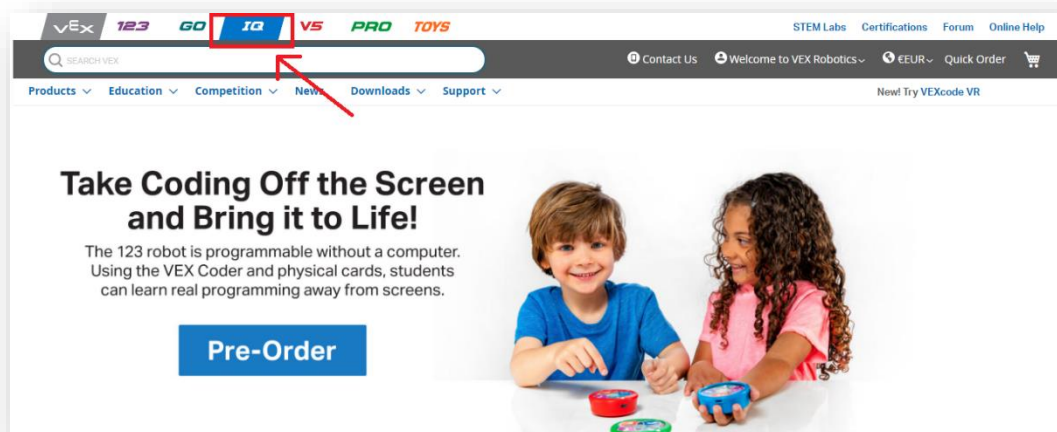 VEX 123 GO IQ V5 PRO TOYS STEM Labs Certifications Forum Online Help
SEARCH VEX Contact Us Welcome to VEX Robotics €EUR Quick Order
Products Education Competition News Downloads Support New! Try VEXcode VR
Take Coding Off the Screen
and Bring it to Life!
The 123 robot is programmable without a computer.
Using the VEX Coder and physical cards, students
can learn real programming away from screens.
Pre-Order